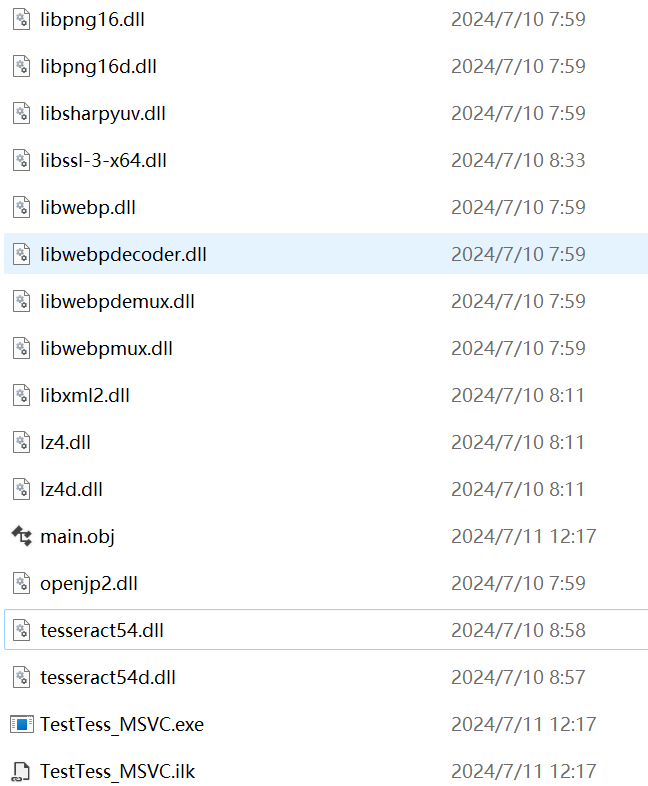 libpng16.dll 2024/7/10 7:59
libpng16d.dll 2024/7/10 7:59
libsharpyuv.dll 2024/7/10 7:59
libssl-3-x64.dll 2024/7/10 8:33
libwebp.dll 2024/7/10 7:59
libwebpdecoder.dll 2024/7/10 7:59
libwebpdemux.dll 2024/7/10 7:59
libwebpmux.dll 2024/7/10 7:59
libxml2.dll 2024/7/10 8:11
lz4.dll 2024/7/10 8:11
lz4d.dll 2024/7/10 8:11
main.obj 2024/7/11 12:17
openjp2.dll 2024/7/10 7:59
tesseract54.dll 2024/7/10 8:58
tesseract54d.dll 2024/7/10 8:57
TestTess_MSVC.exe 2024/7/11 12:17
TestTess_MSVC.ilk 2024/7/11 12:17